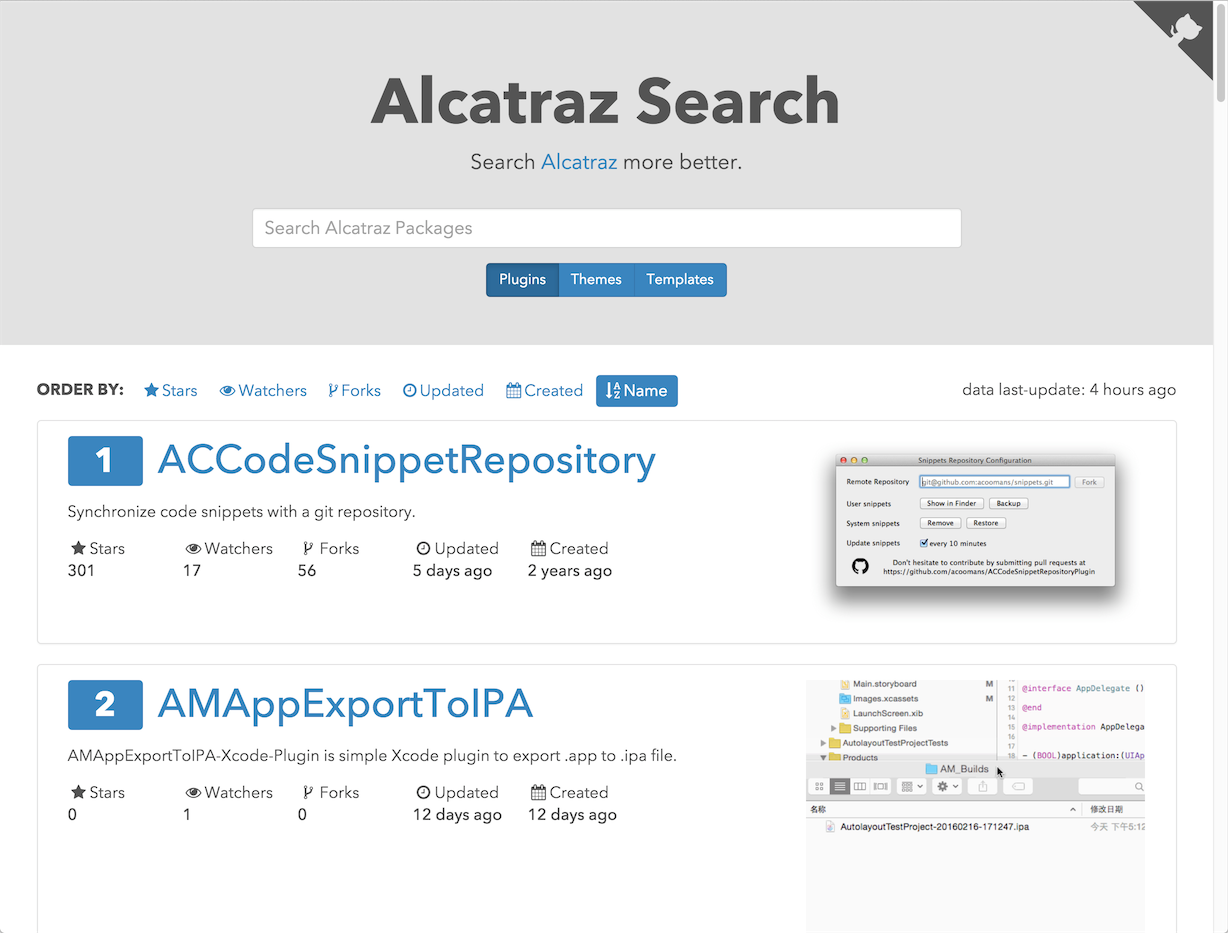 Alcatraz Search
Search Alcatraz more better.
Search Alcatraz Packages
Plugins Themes Templates
ORDER BY: Stars Watchers Forks Updated Created Name data last-update: 4 hours ago
1 ACCodeSnippetRepository
Synchronize code snippets with a git repository.
Stars Watchers Forks Updated Created
301 17 56 5 days ago 2 years ago
Snippets Repository Configuration
Remote Repository git@github.com:acoomans/snippets.git Fork
User snippets Show in Finder Backup
System snippets Remove Restore
Update snippets every 10 minutes
Don't hesitate to contribute by submitting pull requests at
https://github.com/acoomans/ACCodeSnippetRepositoryPlugin
2 AMAppExportToIPA
AMAppExportToIPA-Xcode-Plugin is simple Xcode plugin to export .app to .ipa file.
Stars Watchers Forks Updated Created
0 1 0 12 days ago 12 days ago
Main.storyboard M
Images.xcassets M
LaunchScreen.xib
Supporting Files
AutolayoutTestProjectTests
Products
11 @interface AppDelegate ()
12
13 @end
14
15 @implementation AppDelega
16
17
18 - (BOOL)application:(UIAp
AM_Builds
名称 修改日期
AutolayoutTestProject-20160216-171247.ipa 今天 下午5:12